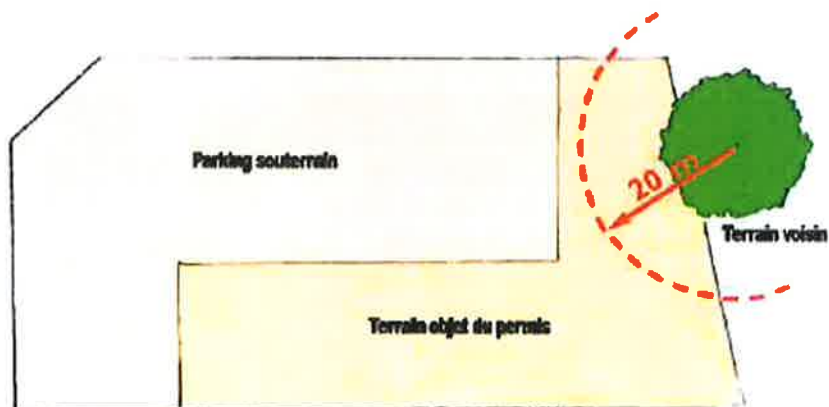 Parking souterrain
20 m
Terrain voisin
Terrain objet du permis